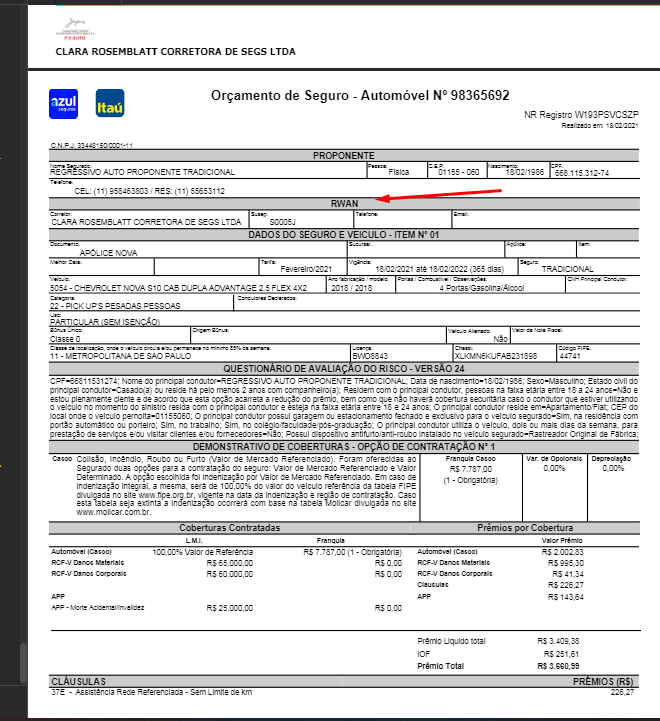 CLARA ROSEMBLATT CORRETORA DE SEGS LTDA
azul
seguros
Itaú
Orçamento de Seguro - Automóvel Nº 98365692
NR Registro W193PSVCSZP
Realizado em: 18/02/2021
C.N.P.J. 33448150/0001-11
PROPONENTE
Nome Segurado: Pessoa: C.E.P: Nascimento: CPF:
REGRESSIVO AUTO PROPONENTE TRADICIONAL Física 01155 - 060 18/02/1986 668.115.312-74
Telefone:
CEL: (11) 958463803 / RES: (11) 55653112
RWAN
Corretor: Susep: Telefone: Email:
CLARA ROSEMBLATT CORRETORA DE SEGS LTDA S0005J
DADOS DO SEGURO E VEICULO - ITEM Nº 01
Documento: Sucursal: Apólice: Item:
APÓLICE NOVA
Melhor Data: Tarifa: Vigência: Seguro:
Fevereiro/2021 18/02/2021 até 18/02/2022 (365 dias) TRADICIONAL
Veículo: Ano fabricação / modelo: Portas / Combustível / Observações: CNH Principal Condutor:
5054 - CHEVROLET NOVA S10 CAB DUPLA ADVANTAGE 2.5 FLEX 4X2 2018 / 2018 4 Portas/Gasolina/Álcool
Categoria: Condutores Declarados:
22 - PICK UP'S PESADAS PESSOAS
Uso:
PARTICULAR (SEM ISENÇÃO)
Bônus Único: Origem Bônus: Veículo Alienado: Valor da Nota Fiscal:
Classe 0 Não
Classe de localização, onde o veículo circula e/ou permanece no mínimo 85% da semana: Licença: Chassi: Código FIPE:
11 - METROPOLITANA DE SAO PAULO BWO8843 XLKMN6KUFAB231898 44741
QUESTIONÁRIO DE AVALIAÇÃO DO RISCO - VERSÃO 24
CPF=66811531274; Nome do principal condutor=REGRESSIVO AUTO PROPONENTE TRADICIONAL; Data de nascimento=18/02/1986; Sexo=Masculino; Estado civil do
principal condutor=Casado(a) ou reside há pelo menos 2 anos com companheiro(a); Residem com o principal condutor, pessoas na faixa etária entre 18 a 24 anos=Não e
estou plenamente ciente e de acordo que esta opção acarreta a redução do prêmio, bem como que não haverá cobertura securitária caso o condutor que estiver utilizando
o veículo no momento do sinistro resida com o principal condutor e esteja na faixa etária entre 18 e 24 anos; O principal condutor reside em=Apartamento/Flat; CEP do
local onde o veículo pernoita=01155060; O principal condutor possui garagem ou estacionamento fechado e exclusivo para o veículo segurado=Sim, na residência com
portão automático ou porteiro; Sim, no trabalho; Sim, no colégio/faculdade/pós-graduação; O principal condutor utiliza o veículo, dois ou mais dias da semana, para
prestação de serviços e/ou visitar clientes e/ou fornecedores=Não; Possui dispositivo antifurto/anti-roubo instalado no veículo segurado=Rastreador Original de Fábrica;
DEMONSTRATIVO DE COBERTURAS - OPÇÃO DE CONTRATAÇÃO Nº 1
Casco Colisão, Incêndio, Roubo ou Furto (Valor de Mercado Referenciado). Foram oferecidas ao Franquia Casco Var. de Opcionais Depreciação
Segurado duas opções para a contratação do seguro: Valor de Mercado Referenciado e Valor R$ 7.787,00 0,00% 0,00%
Determinado. A opção escolhida foi Indenização por Valor de Mercado Referenciado. Em caso de (1 - Obrigatória)
Indenização Integral, a mesma, será de 100,00% do valor do veículo referência da tabela FIPE
divulgada no site www.fipe.org.br, vigente na data da indenização e região de contratação. Caso
esta tabela seja extinta a Indenização ocorrerá com base na tabela Molicar divulgada no site
www.molicar.com.br.
Coberturas Contratadas Prêmios por Cobertura
L.M.I. Franquia Valor Prêmio
Automóvel (Casco) 100,00% Valor de Referência R$ 7.787,00 (1 - Obrigatória) Automóvel (Casco) R$ 2.002,83
RCF-V Danos Materiais R$ 65.000,00 R$ 0,00 RCF-V Danos Materiais R$ 995,30
RCF-V Danos Corporais R$ 60.000,00 R$ 0,00 RCF-V Danos Corporais R$ 41,34
Clausulas R$ 226,27
APP APP R$ 143,64
APP - Morte Acidental/Invalidez R$ 25.000,00 R$ 0,00
Prêmio Líquido total R$ 3.409,38
IOF R$ 251,61
Prêmio Total R$ 3.660,99
CLÁUSULAS PRÊMIOS (R$)
37E - Assistência Rede Referenciada - Sem Limite de km 226,27